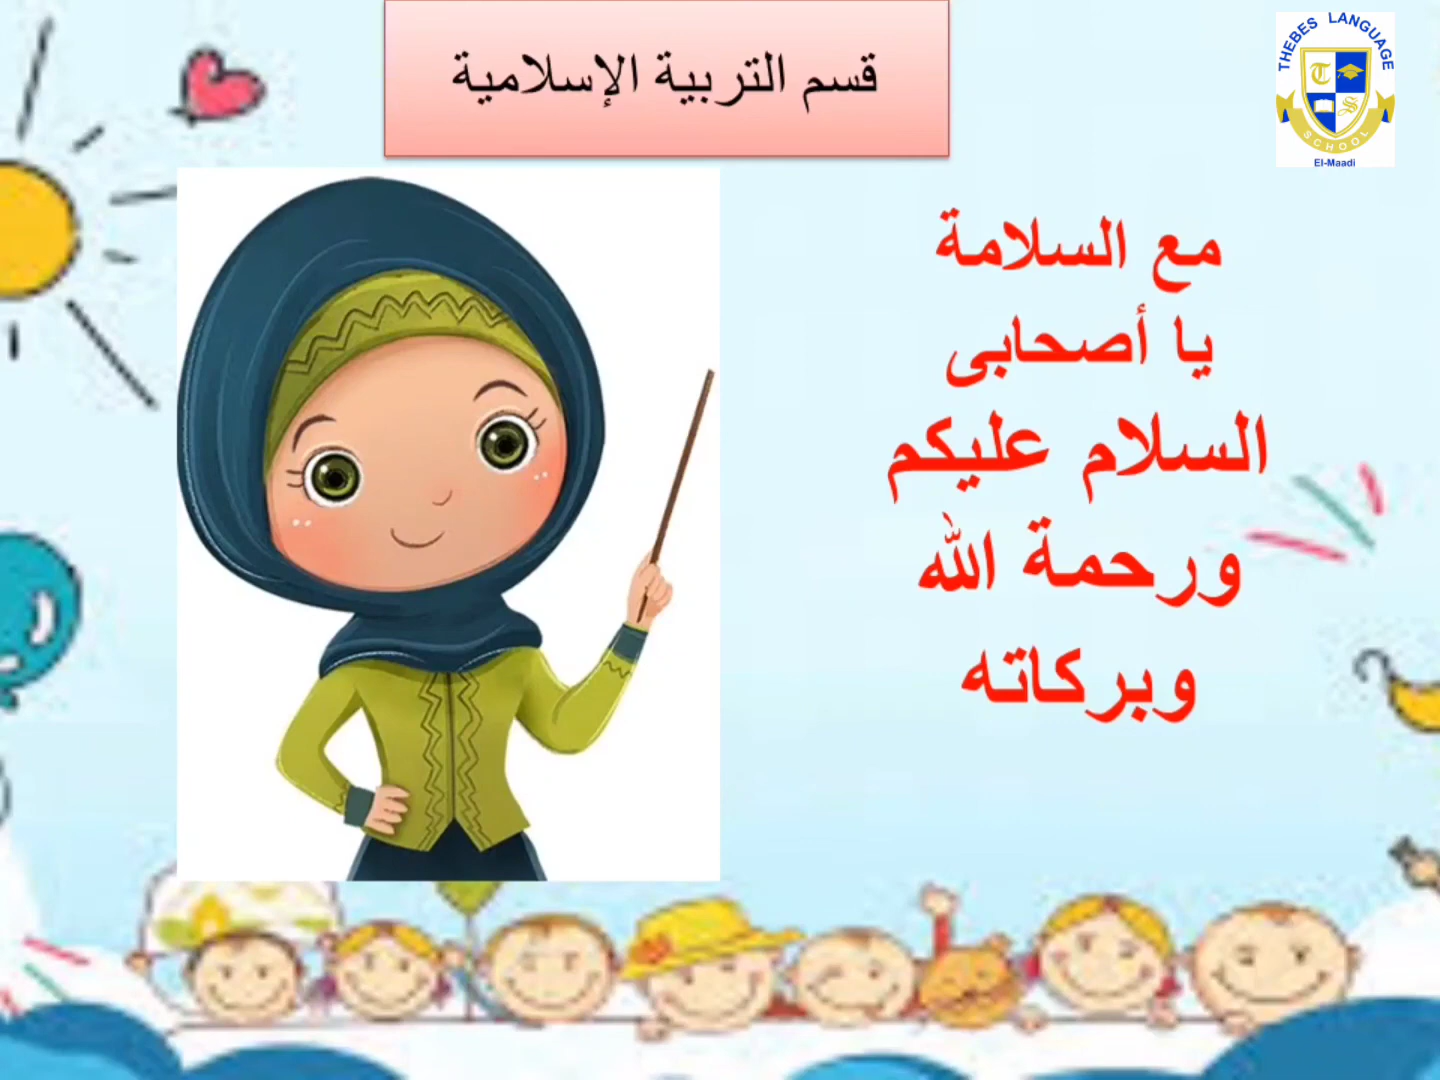 قسم التربية الإسلامية
THEBES LANGUAGE
T
S
SCHOOL
El-Maadi
مع السلامة
يا أصحابى
السلام عليكم
ورحمة الله
وبركاته